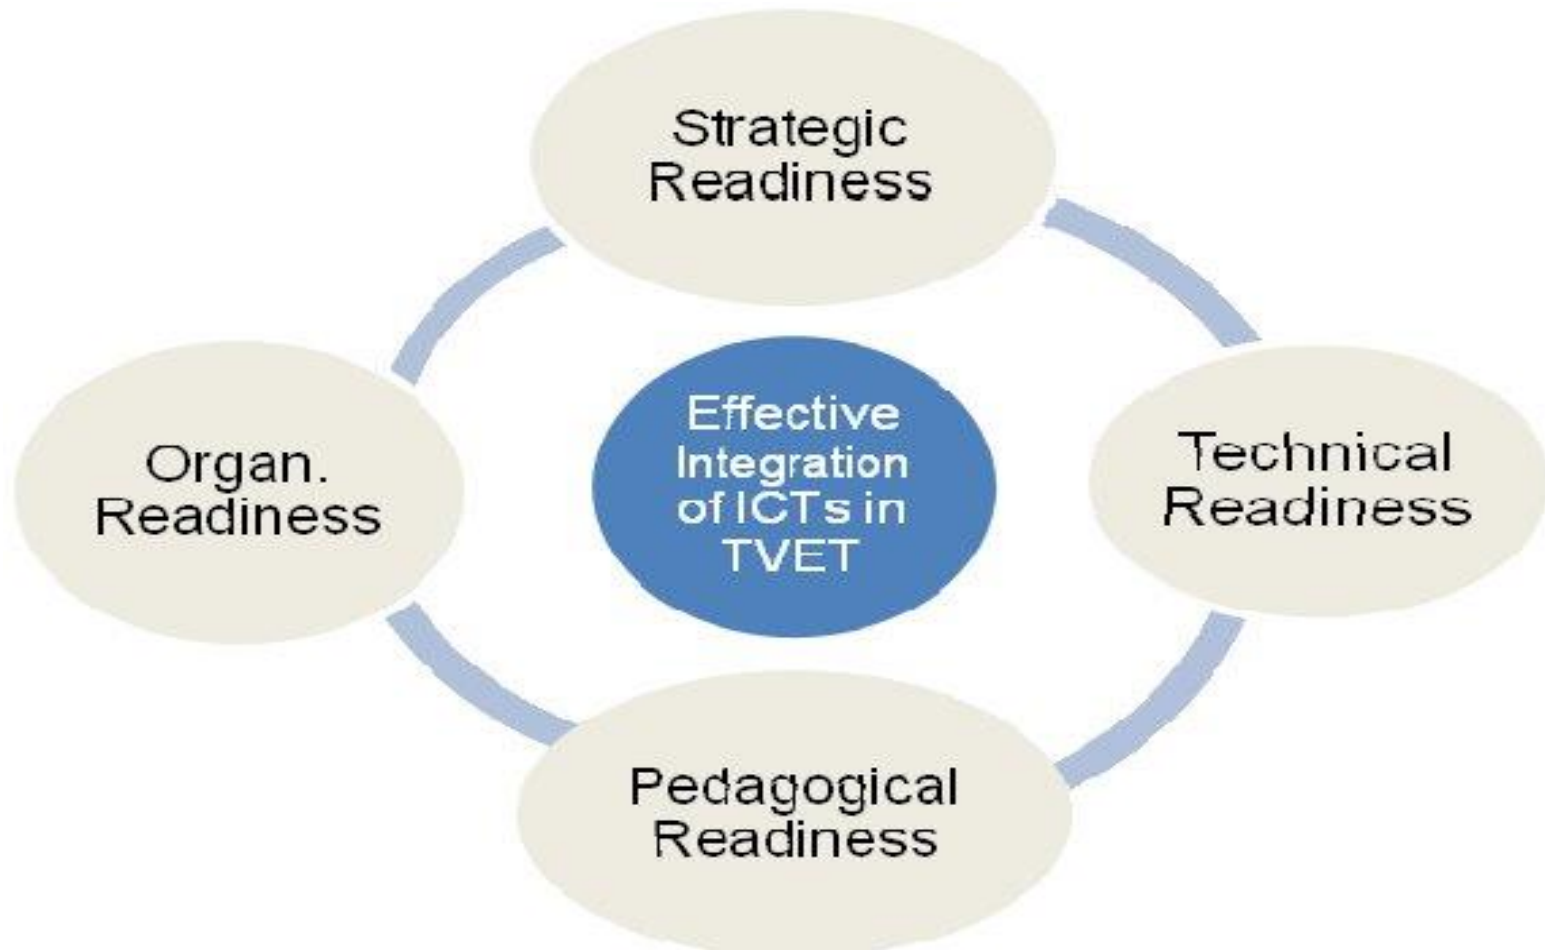 Strategic
Readiness
Organ.
Readiness
Effective
Integration
of ICTs in
TVET
Technical
Readiness
Pedagogical
Readiness